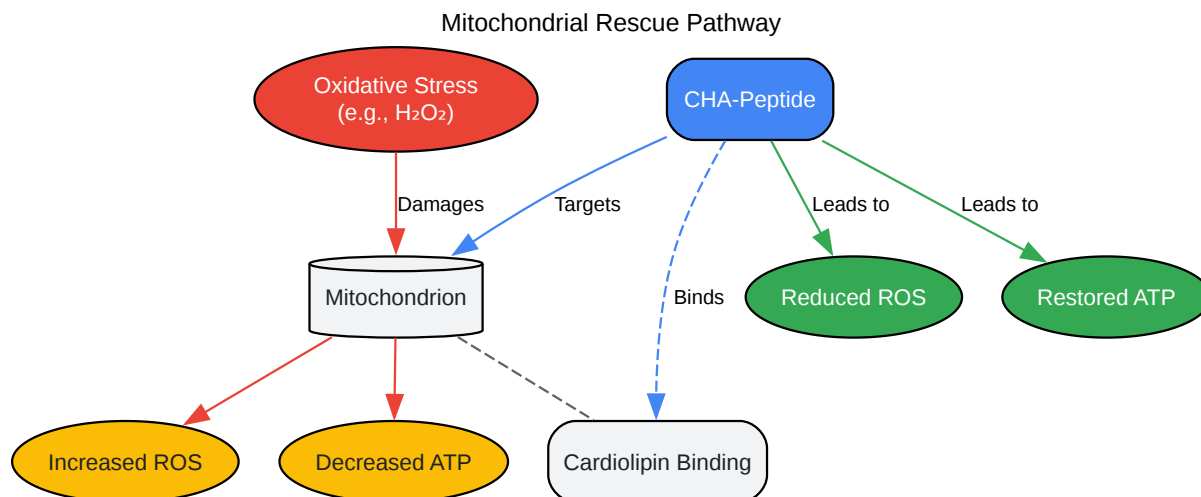 Mitochondrial Rescue Pathway
Oxidative Stress
(e.g., H₂O₂)
CHA-Peptide
Damages
Targets
Leads to
Leads to
Mitochondrion
Binds
Reduced ROS
Restored ATP
Increased ROS
Decreased ATP
Cardiolipin Binding